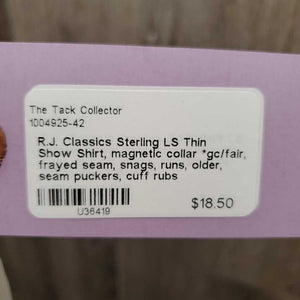 The Tack Collector
1004925-42
R.J. Classics Sterling LS Thin
Show Shirt, magnetic collar *gc/fair,
frayed seam, snags, runs, older,
seam puckers, cuff rubs
U36419
$18.50